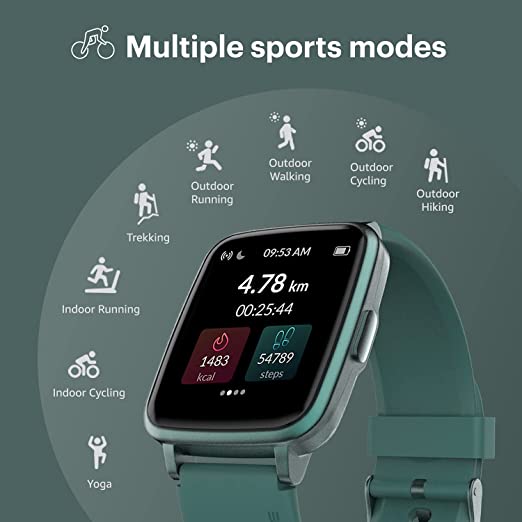 Multiple sports modes
Outdoor
Walking
Outdoor
Cycling
Outdoor
Running
Outdoor
Hiking
Trekking
Indoor Running
Indoor Cycling
Yoga
09:53 AM
4.78 km
00:25:44
1483
kcal
54789
steps